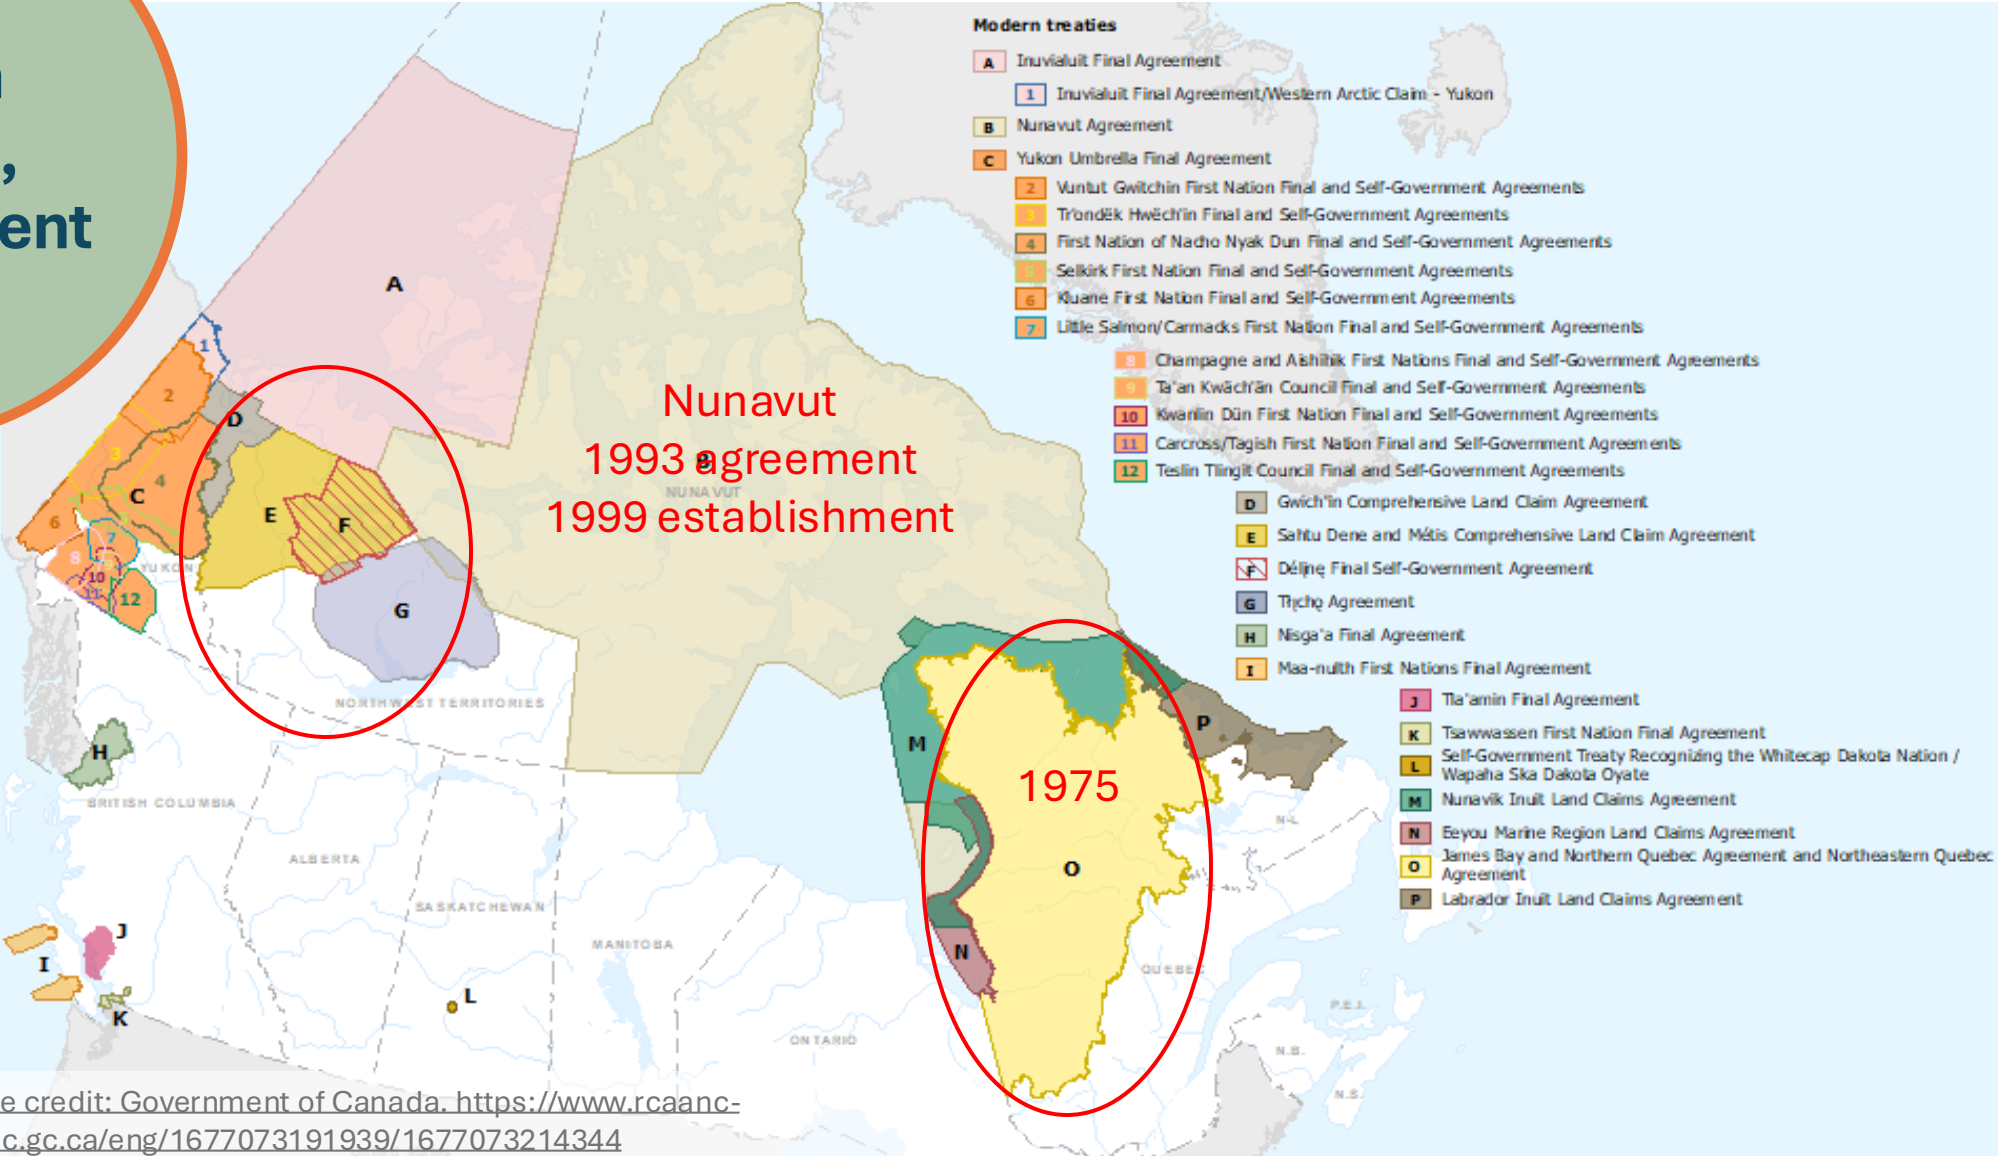 ,
ent
Modern treaties
A Inuvialuit Final Agreement
1 Inuvialuit Final Agreement/Western Arctic Claim - Yukon
B Nunavut Agreement
C Yukon Umbrella Final Agreement
2 Vuntut Gwitchin First Nation Final and Self-Government Agreements
3 Tr'ondëk Hwëch'in Final and Self-Government Agreements
4 First Nation of Nacho Nyak Dun Final and Self-Government Agreements
5 Selkirk First Nation Final and Self-Government Agreements
6 Kluane First Nation Final and Self-Government Agreements
7 Little Salmon/Carmacks First Nation Final and Self-Government Agreements
8 Champagne and Aishihik First Nations Final and Self-Government Agreements
9 Ta'an Kwäch'än Council Final and Self-Government Agreements
10 Kwanlin Dün First Nation Final and Self-Government Agreements
11 Carcross/Tagish First Nation Final and Self-Government Agreements
12 Teslin Tlingit Council Final and Self-Government Agreements
D Gwich'in Comprehensive Land Claim Agreement
E Sahtu Dene and Métis Comprehensive Land Claim Agreement
F Déline Final Self-Government Agreement
G Tłįchǫ Agreement
H Nisga'a Final Agreement
I Maa-nulth First Nations Final Agreement
J Tla'amin Final Agreement
K Tsawwassen First Nation Final Agreement
L Self-Government Treaty Recognizing the Whitecap Dakota Nation /
Wapaha Ska Dakota Oyate
M Nunavik Inuit Land Claims Agreement
N Eeyou Marine Region Land Claims Agreement
O James Bay and Northern Quebec Agreement and Northeastern Quebec
Agreement
P Labrador Inuit Land Claims Agreement
A
1
2
D
3
4
C
E
F
6
7
8
10
11
12
YUKON
G
Nunavut
1993 agreement
1999 establishment
B
NUNAVUT
NORTHWEST TERRITORIES
H
BRITISH COLUMBIA
ALBERTA
SASKATCHEWAN
MANITOBA
ONTARIO
M
P
1975
O
N
N.L.
QUEBEC
P.E.I.
N.B.
N.S.
J
I
K
L
e credit: Government of Canada. https://www.rcaanc-
c.gc.ca/eng/1677073191939/1677073214344